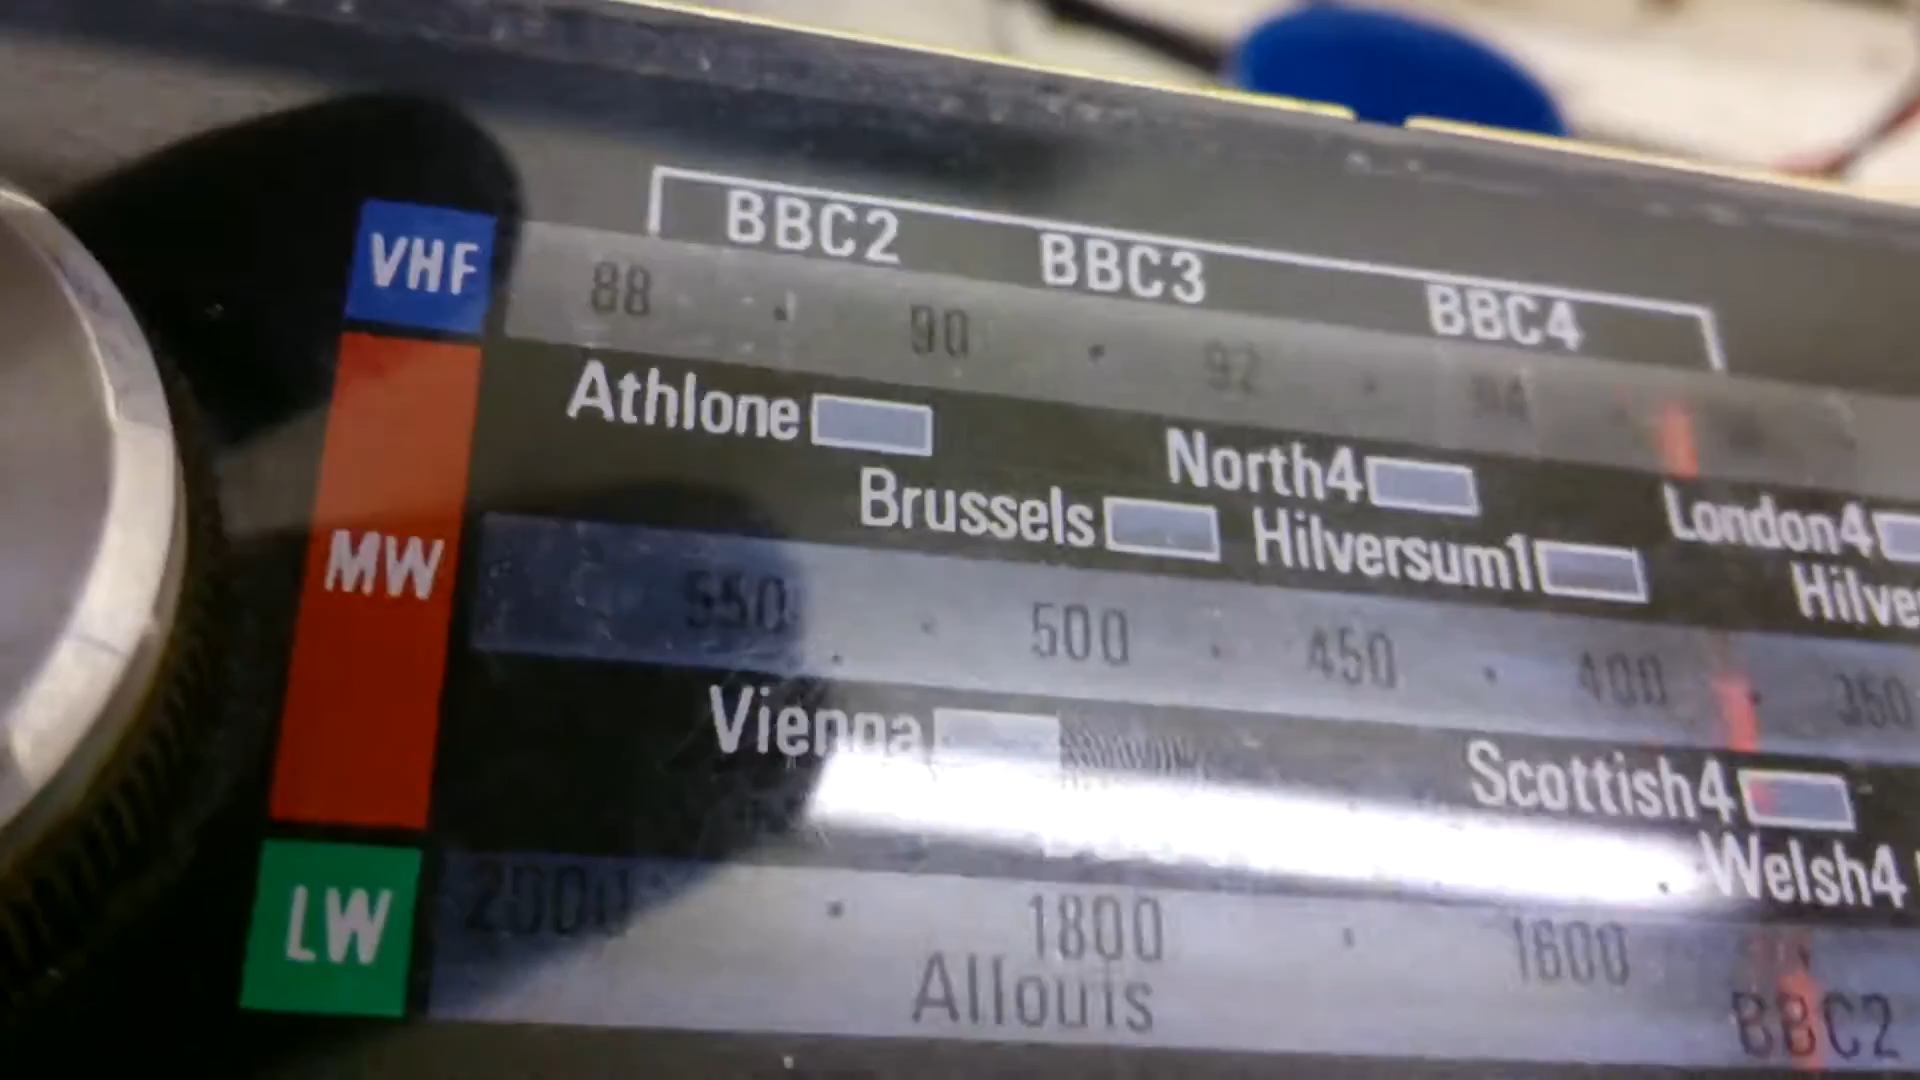 BBC2 BBC3 BBC4
VHF 88 90 92 94
Athlone North4 London4
Brussels Hilversum1 Hilve
MW 550 500 450 400 350
Vienna Scottish4
Welsh4
LW 2000 1800 1600
Allouis BBC2